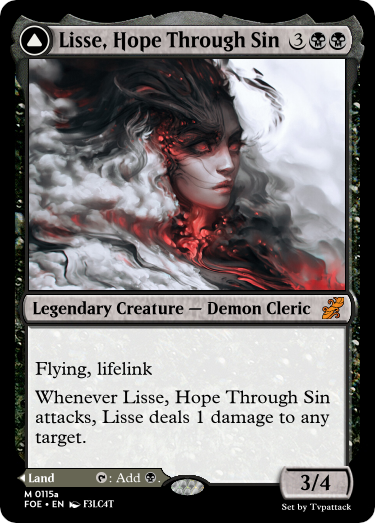 Lisse, Hope Through Sin 3
Legendary Creature — Demon Cleric
Flying, lifelink
Whenever Lisse, Hope Through Sin
attacks, Lisse deals 1 damage to any
target.
Land : Add .
3/4
M 0115a
FOE • EN F3LC4T
Set by Tvpattack